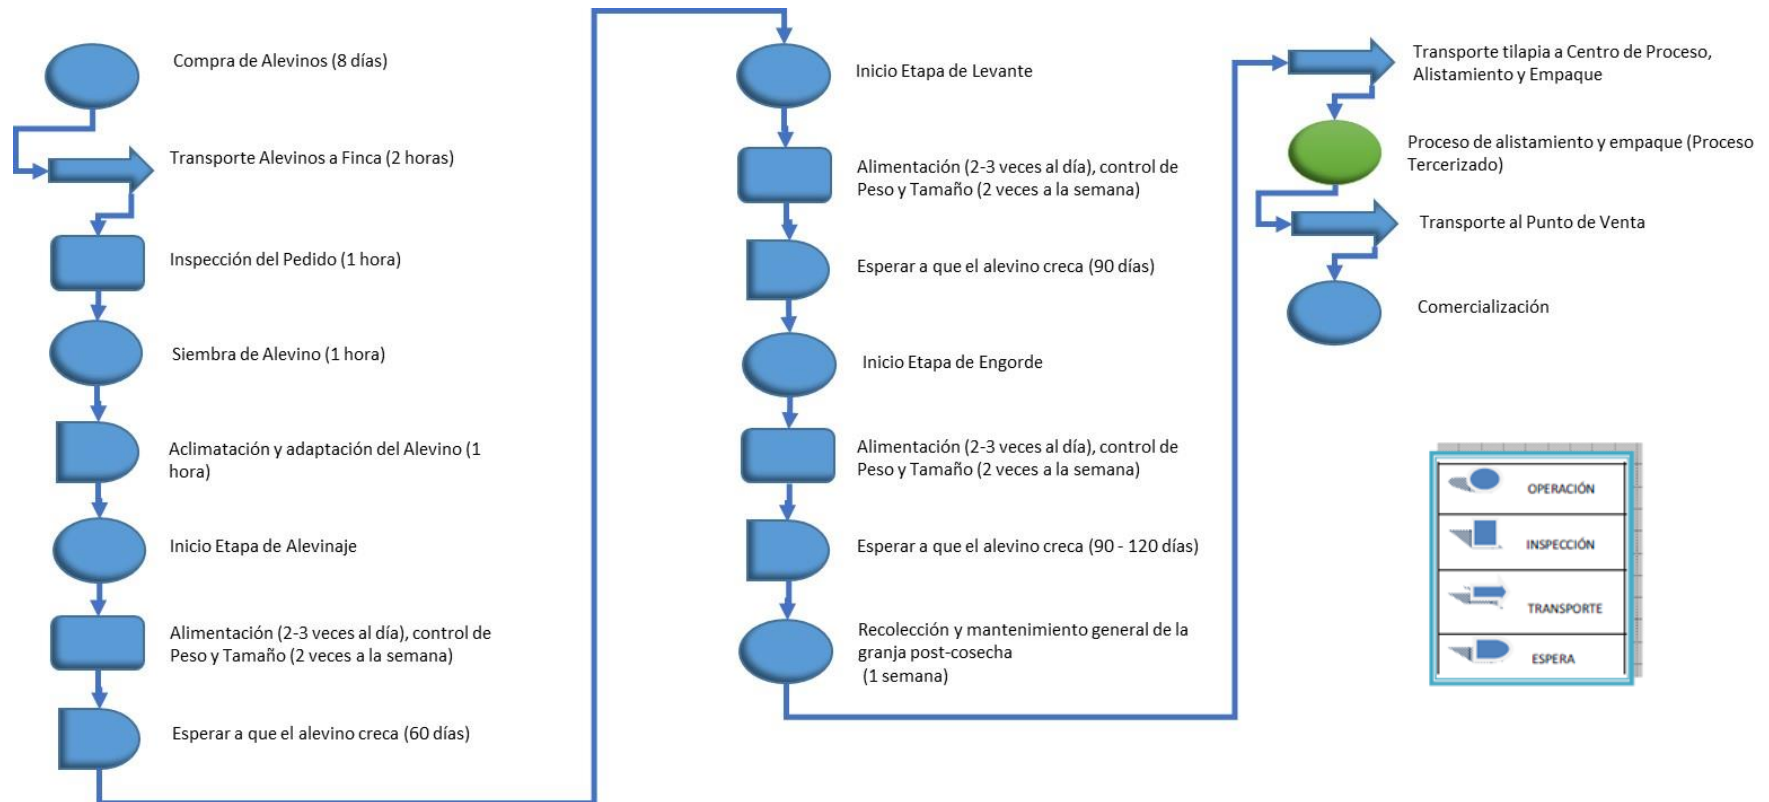 Compra de Alevinos (8 días)
Transporte Alevinos a Finca (2 horas)
Inspección del Pedido (1 hora)
Siembra de Alevino (1 hora)
Aclimatación y adaptación del Alevino (1
hora)
Inicio Etapa de Alevinaje
Alimentación (2-3 veces al día), control de
Peso y Tamaño (2 veces a la semana)
Esperar a que el alevino creca (60 días)
Inicio Etapa de Levante
Alimentación (2-3 veces al día), control de
Peso y Tamaño (2 veces a la semana)
Esperar a que el alevino creca (90 días)
Inicio Etapa de Engorde
Alimentación (2-3 veces al día), control de
Peso y Tamaño (2 veces a la semana)
Esperar a que el alevino creca (90 - 120 días)
Recolección y mantenimiento general de la
granja post-cosecha
(1 semana)
Transporte tilapia a Centro de Proceso,
Alistamiento y Empaque
Proceso de alistamiento y empaque (Proceso
Tercerizado)
Transporte al Punto de Venta
Comercialización
OPERACIÓN
INSPECCIÓN
TRANSPORTE
ESPERA